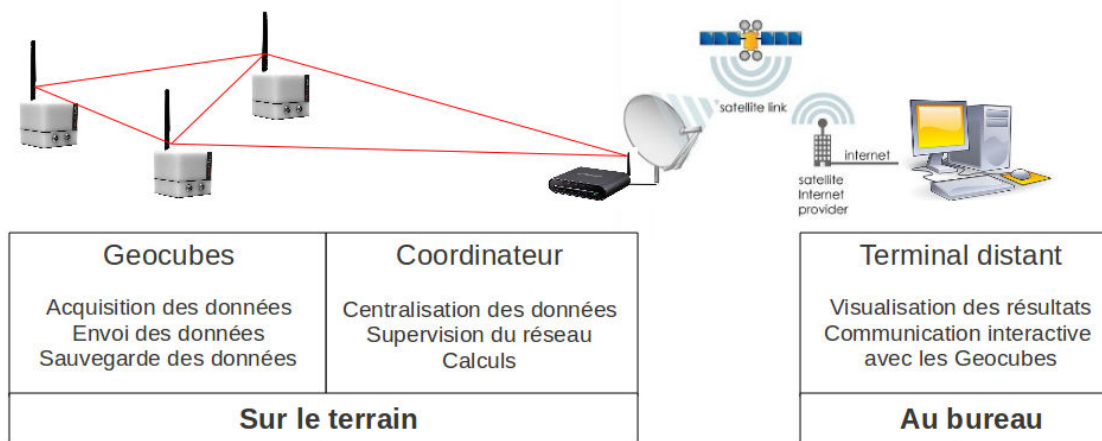 satellite link
internet
satellite
Internet
provider
Geocubes
Acquisition des données
Envoi des données
Sauvegarde des données
Coordinateur
Centralisation des données
Supervision du réseau
Calculs
Terminal distant
Visualisation des résultats
Communication interactive
avec les Geocubes
Sur le terrain
Au bureau